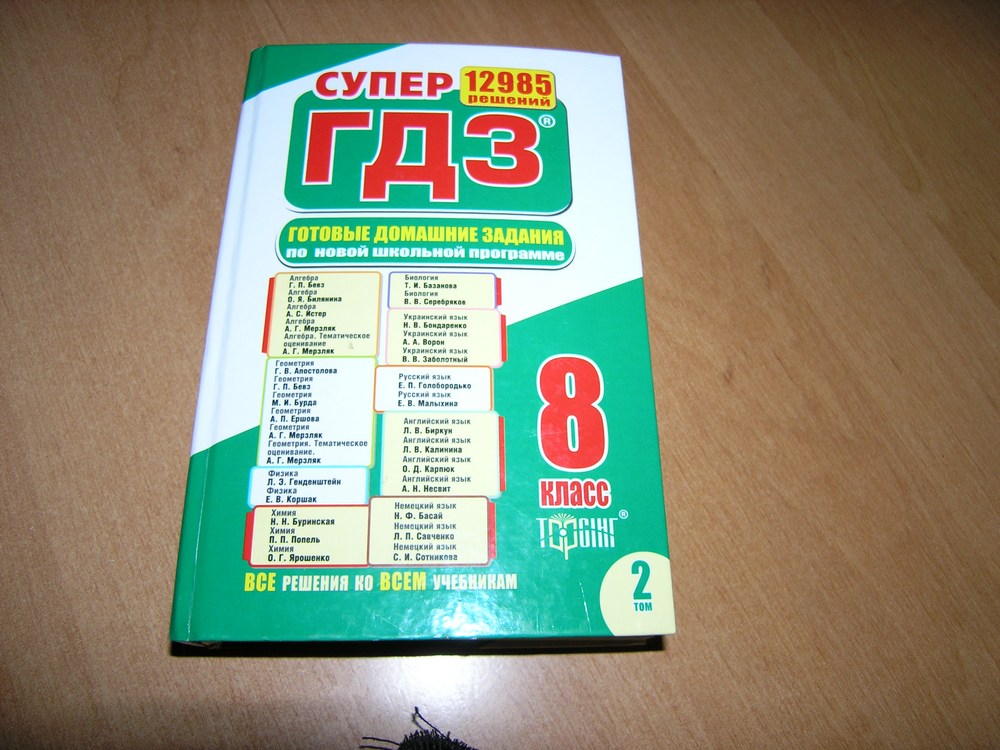 СУПЕР
12985
решений
ГДЗ®
ГОТОВЫЕ ДОМАШНИЕ ЗАДАНИЯ
по новой школьной программе
Алгебра
Г. П. Бевз
Алгебра
О. Я. Билянина
Алгебра
А. С. Истер
Алгебра
А. Г. Мерзляк
Алгебра. Тематическое
оценивание
А. Г. Мерзляк
Геометрия
Г. В. Апостолова
Геометрия
Г. П. Бевз
Геометрия
М. И. Бурда
Геометрия
А. П. Ершова
Геометрия
А. Г. Мерзляк
Геометрия. Тематическое
оценивание.
А. Г. Мерзляк
Физика
Л. Э. Генденштейн
Физика
Е. В. Коршак
Химия
Н. Н. Буринская
Химия
П. П. Попель
Химия
О. Г. Ярошенко
Биология
Т. И. Базанова
Биология
В. В. Серебряков
Украинский язык
Н. В. Бондаренко
Украинский язык
А. А. Ворон
Украинский язык
В. В. Заболотный
Русский язык
Е. П. Голобородько
Русский язык
Е. В. Малыхина
Английский язык
Л. В. Биркун
Английский язык
Л. В. Калинина
Английский язык
О. Д. Карпюк
Английский язык
А. Н. Несвит
Немецкий язык
Н. Ф. Басай
Немецкий язык
Л. П. Савченко
Немецкий язык
С. И. Сотникова
8
класс
ТОРСІНГ®
ВСЕ РЕШЕНИЯ КО ВСЕМ УЧЕБНИКАМ
2
ТОМ